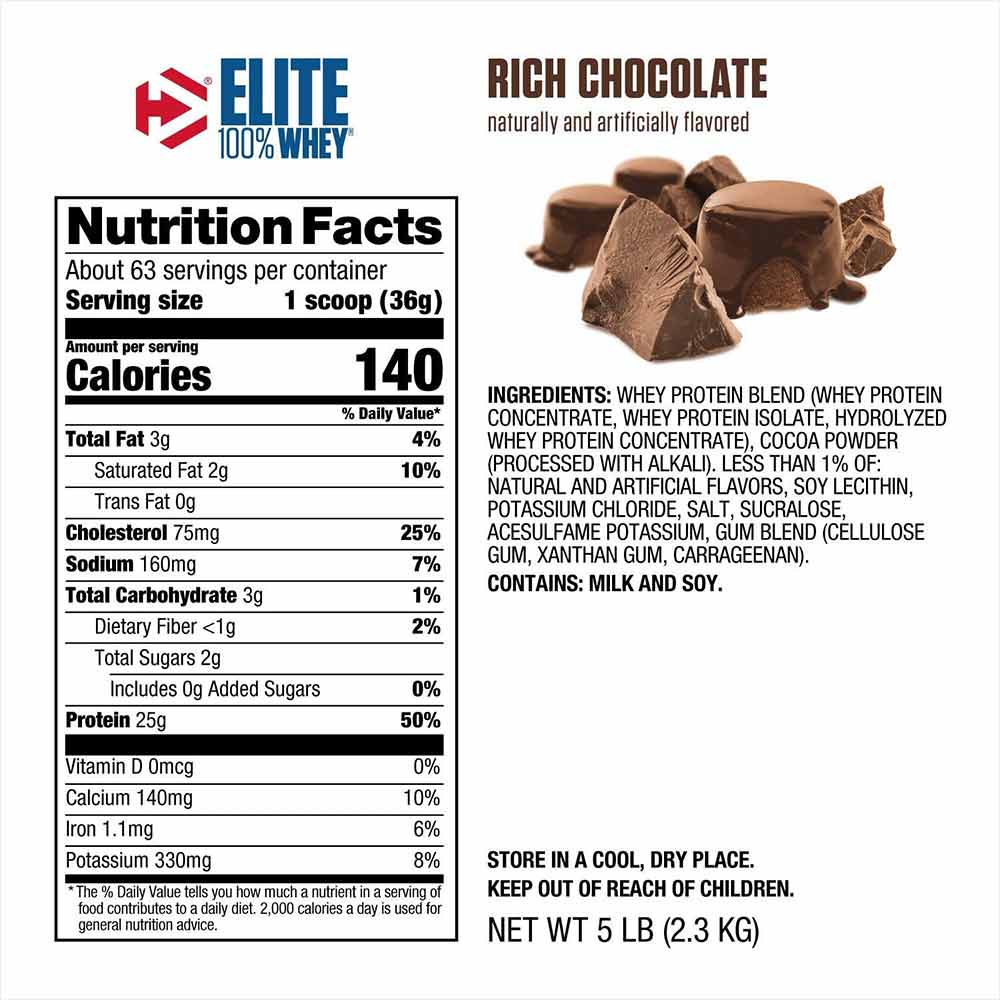 ELITE®
100% WHEY®
RICH CHOCOLATE
naturally and artificially flavored
Nutrition Facts
About 63 servings per container
Serving size 1 scoop (36g)
Amount per serving
Calories 140
% Daily Value*
Total Fat 3g 4%
Saturated Fat 2g 10%
Trans Fat 0g
Cholesterol 75mg 25%
Sodium 160mg 7%
Total Carbohydrate 3g 1%
Dietary Fiber <1g 2%
Total Sugars 2g
Includes 0g Added Sugars 0%
Protein 25g 50%
Vitamin D 0mcg 0%
Calcium 140mg 10%
Iron 1.1mg 6%
Potassium 330mg 8%
* The % Daily Value tells you how much a nutrient in a serving of
food contributes to a daily diet. 2,000 calories a day is used for
general nutrition advice.
INGREDIENTS: WHEY PROTEIN BLEND (WHEY PROTEIN
CONCENTRATE, WHEY PROTEIN ISOLATE, HYDROLYZED
WHEY PROTEIN CONCENTRATE), COCOA POWDER
(PROCESSED WITH ALKALI). LESS THAN 1% OF:
NATURAL AND ARTIFICIAL FLAVORS, SOY LECITHIN,
POTASSIUM CHLORIDE, SALT, SUCRALOSE,
ACESULFAME POTASSIUM, GUM BLEND (CELLULOSE
GUM, XANTHAN GUM, CARRAGEENAN).
CONTAINS: MILK AND SOY.
STORE IN A COOL, DRY PLACE.
KEEP OUT OF REACH OF CHILDREN.
NET WT 5 LB (2.3 KG)